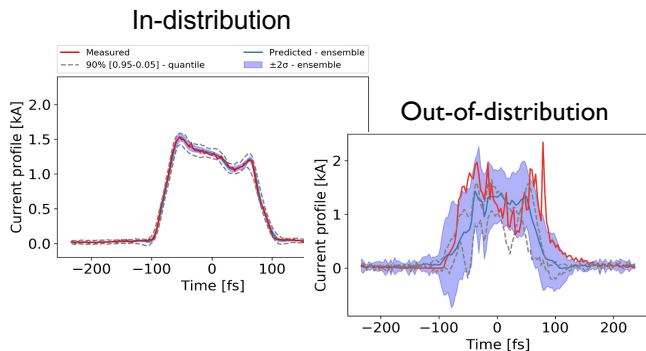 In-distribution
Measured
Predicted - ensemble
90% [0.95-0.05] - quantile
±2σ - ensemble
Current profile [kA]
2.0
1.5
1.0
0.5
0.0
−200
−100
0
100
Time [fs]
Out-of-distribution
Current profile [kA]
2
1
0
−200
−100
0
100
200
Time [fs]